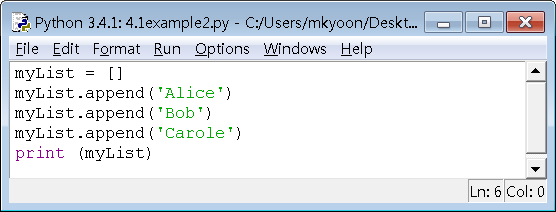 Python 3.4.1: 4.1example2.py - C:/Users/mkyoon/Deskt...
File Edit Format Run Options Windows Help
myList = []
myList.append('Alice')
myList.append('Bob')
myList.append('Carole')
print (myList)
Ln: 6 Col: 0